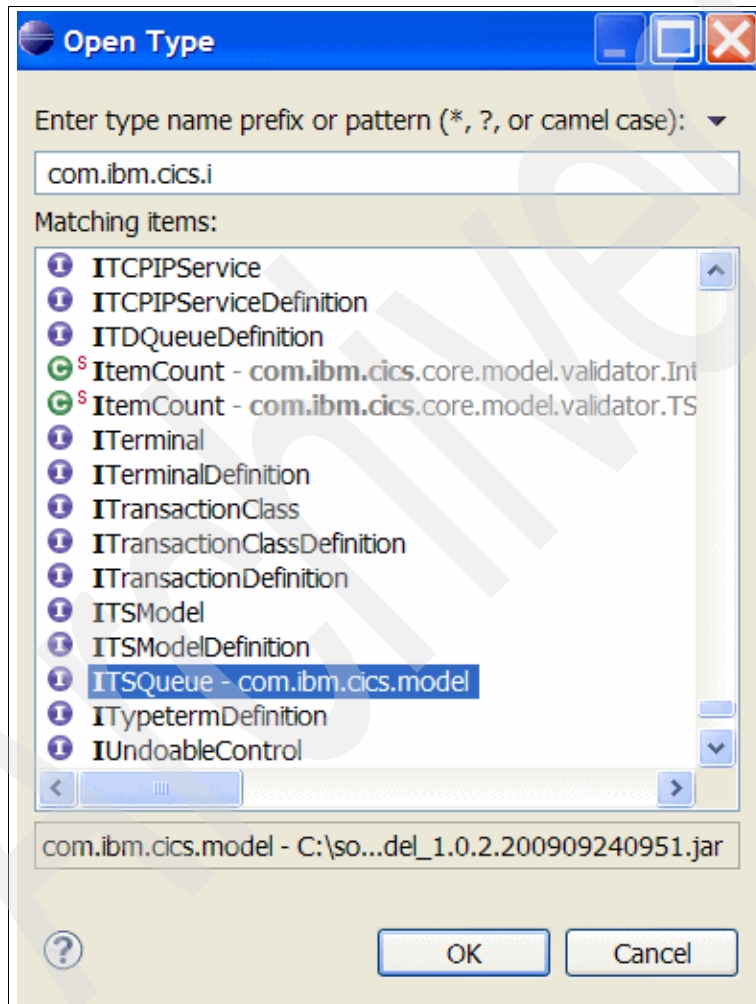 Open Type
Enter type name prefix or pattern (*, ?, or camel case):
com.ibm.cics.i
Matching items:
ITCPIPService
ITCPIPServiceDefinition
ITDQueueDefinition
S ItemCount - com.ibm.cics.core.model.validator.Int
S ItemCount - com.ibm.cics.core.model.validator.TS
ITerminal
ITerminalDefinition
ITransactionClass
ITransactionClassDefinition
ITransactionDefinition
ITSModel
ITSModelDefinition
ITSQueue - com.ibm.cics.model
ITypetermDefinition
IUndoableControl
com.ibm.cics.model - C:\so...del_1.0.2.200909240951.jar
OK Cancel